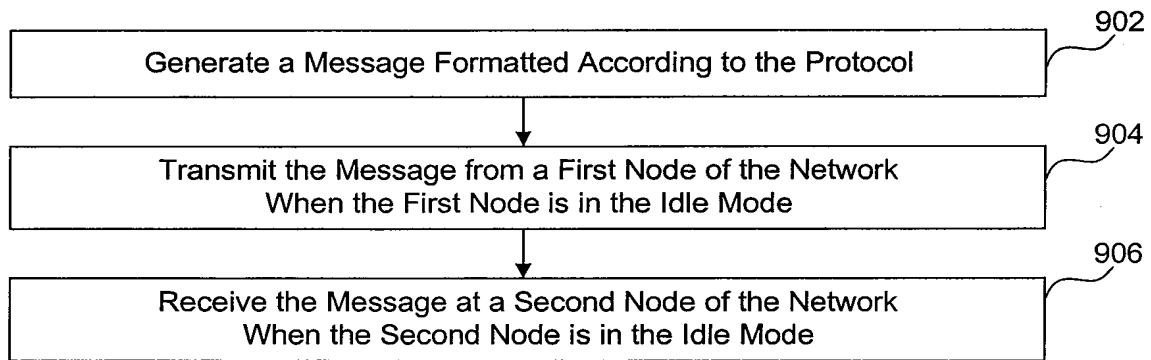 902
Generate a Message Formatted According to the Protocol
904
Transmit the Message from a First Node of the Network
When the First Node is in the Idle Mode
906
Receive the Message at a Second Node of the Network
When the Second Node is in the Idle Mode